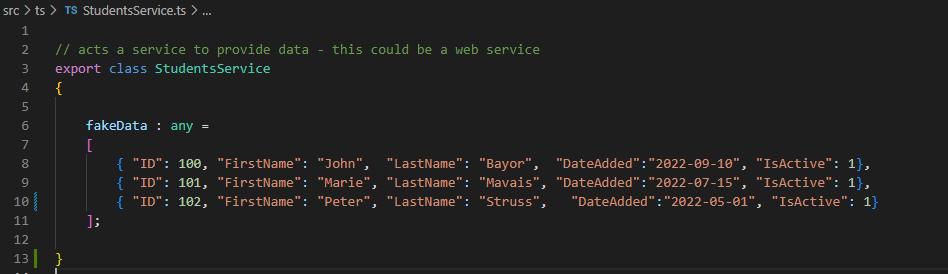 src > ts > TS StudentsService.ts > ...
1
2 // acts a service to provide data - this could be a web service
3 export class StudentsService
4 {
5
6 fakeData : any =
7 [
8 { "ID": 100, "FirstName": "John", "LastName": "Bayor", "DateAdded":"2022-09-10", "IsActive": 1},
9 { "ID": 101, "FirstName": "Marie", "LastName": "Mavais", "DateAdded":"2022-07-15", "IsActive": 1},
10 { "ID": 102, "FirstName": "Peter", "LastName": "Struss", "DateAdded":"2022-05-01", "IsActive": 1}
11 ];
12
13 }